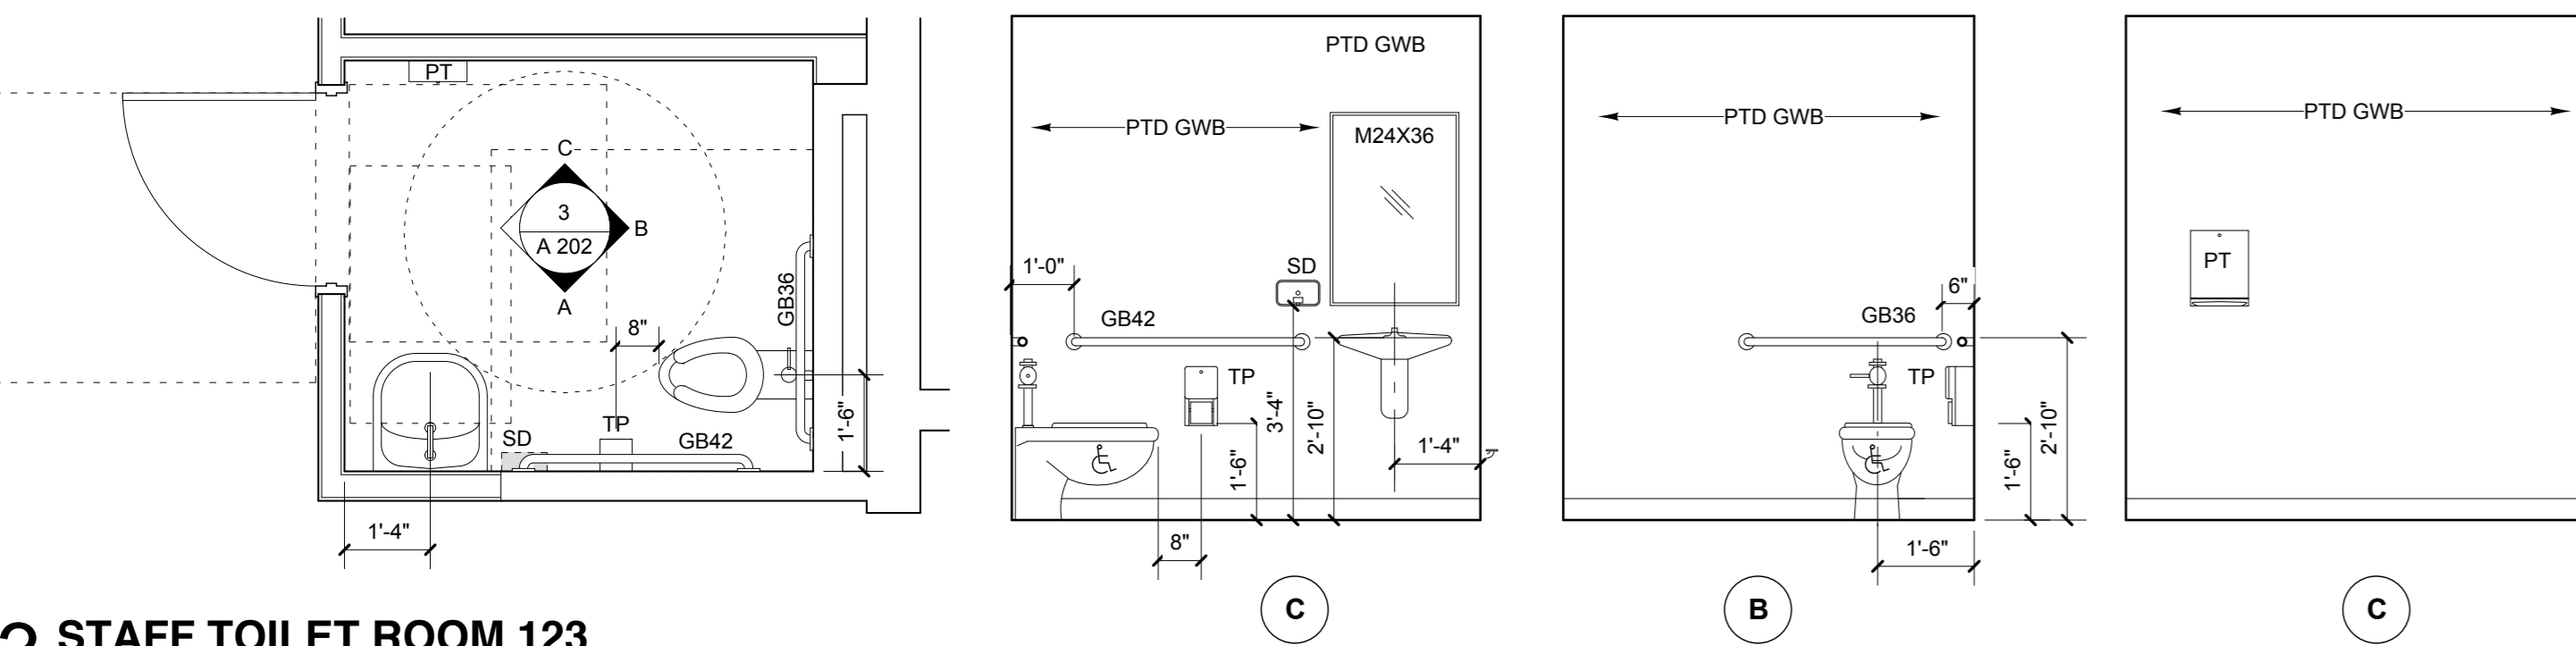 PT
C
3
A 202
B
A
GB36
8"
1'-6"
TP
SD
GB42
1'-4"
STAFF TOILET ROOM 123
PTD GWB
PTD GWB
M24X36
1'-0"
SD
GB42
TP
3'-4"
2'-10"
1'-6"
1'-4"
8"
C
PTD GWB
6"
GB36
TP
2'-10"
1'-6"
1'-6"
B
PTD GWB
PT
C